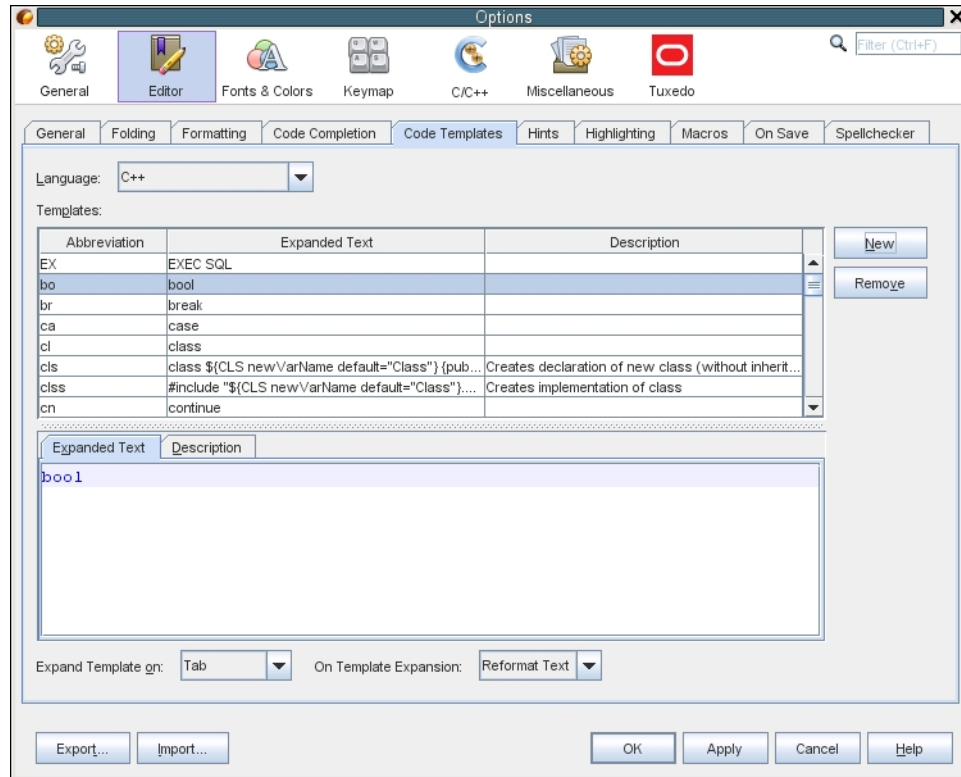 Options
Filter (Ctrl+F)
General Editor Fonts & Colors Keymap C/C++ Miscellaneous Tuxedo
General Folding Formatting Code Completion Code Templates Hints Highlighting Macros On Save Spellchecker
Language: C++
Templates:
Abbreviation Expanded Text Description
New
EX EXEC SQL
bo bool
Remove
br break
ca case
cl class
cls class ${CLS newVarName default="Class"} {pub... Creates declaration of new class (without inherit...
clss #include "${CLS newVarName default="Class"}.... Creates implementation of class
cn continue
Expanded Text Description
bool
Expand Template on: Tab On Template Expansion: Reformat Text
Export... Import... OK Apply Cancel Help